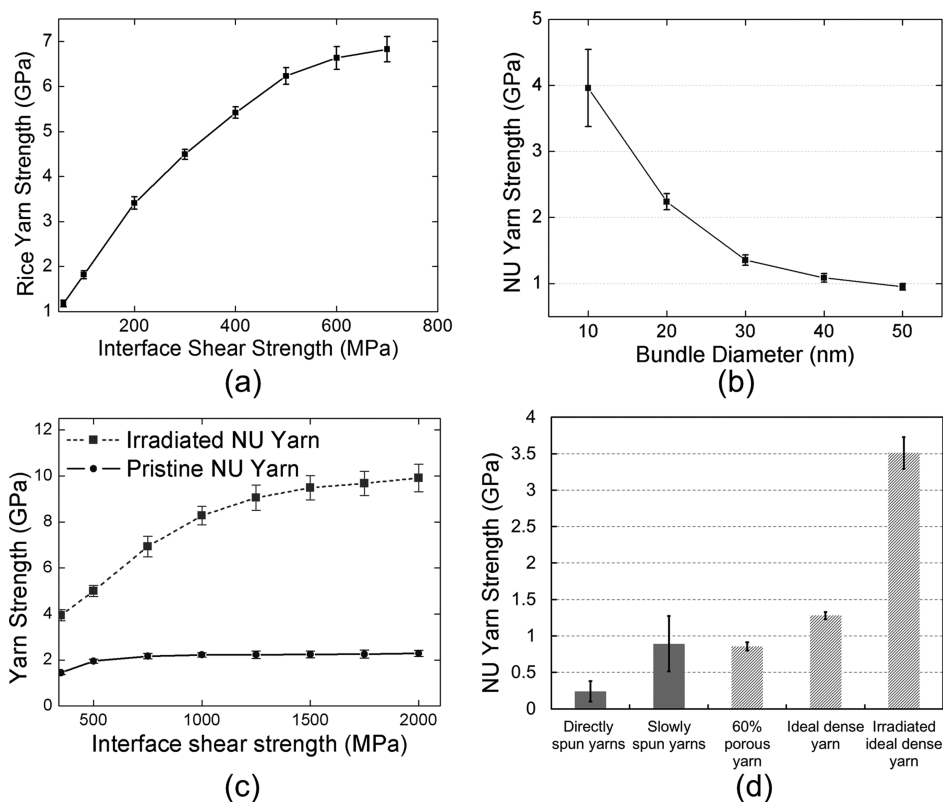 7
6
5
4
3
2
1
Rice Yarn Strength (GPa)
200 400 600 800
Interface Shear Strength (MPa)
(a)
5
4
3
2
1
NU Yarn Strength (GPa)
10 20 30 40 50
Bundle Diameter (nm)
(b)
12
10
8
6
4
2
0
Yarn Strength (GPa)
Irradiated NU Yarn
Pristine NU Yarn
500 1000 1500 2000
Interface shear strength (MPa)
(c)
4
3.5
3
2.5
2
1.5
1
0.5
0
NU Yarn Strength (GPa)
Directly
spun yarns
Slowly
spun yarns
60%
porous
yarn
Ideal dense
yarn
Irradiated
ideal dense
yarn
(d)